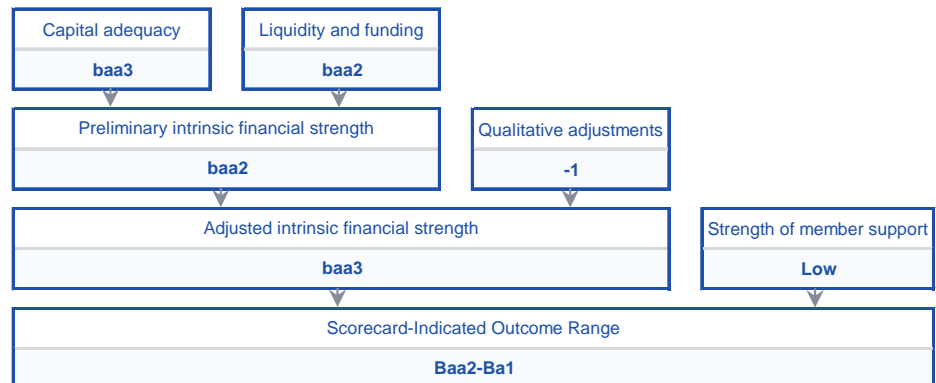 Capital adequacy
baa3
Liquidity and funding
baa2
Preliminary intrinsic financial strength
baa2
Qualitative adjustments
-1
Adjusted intrinsic financial strength
baa3
Strength of member support
Low
Scorecard-Indicated Outcome Range
Baa2-Ba1